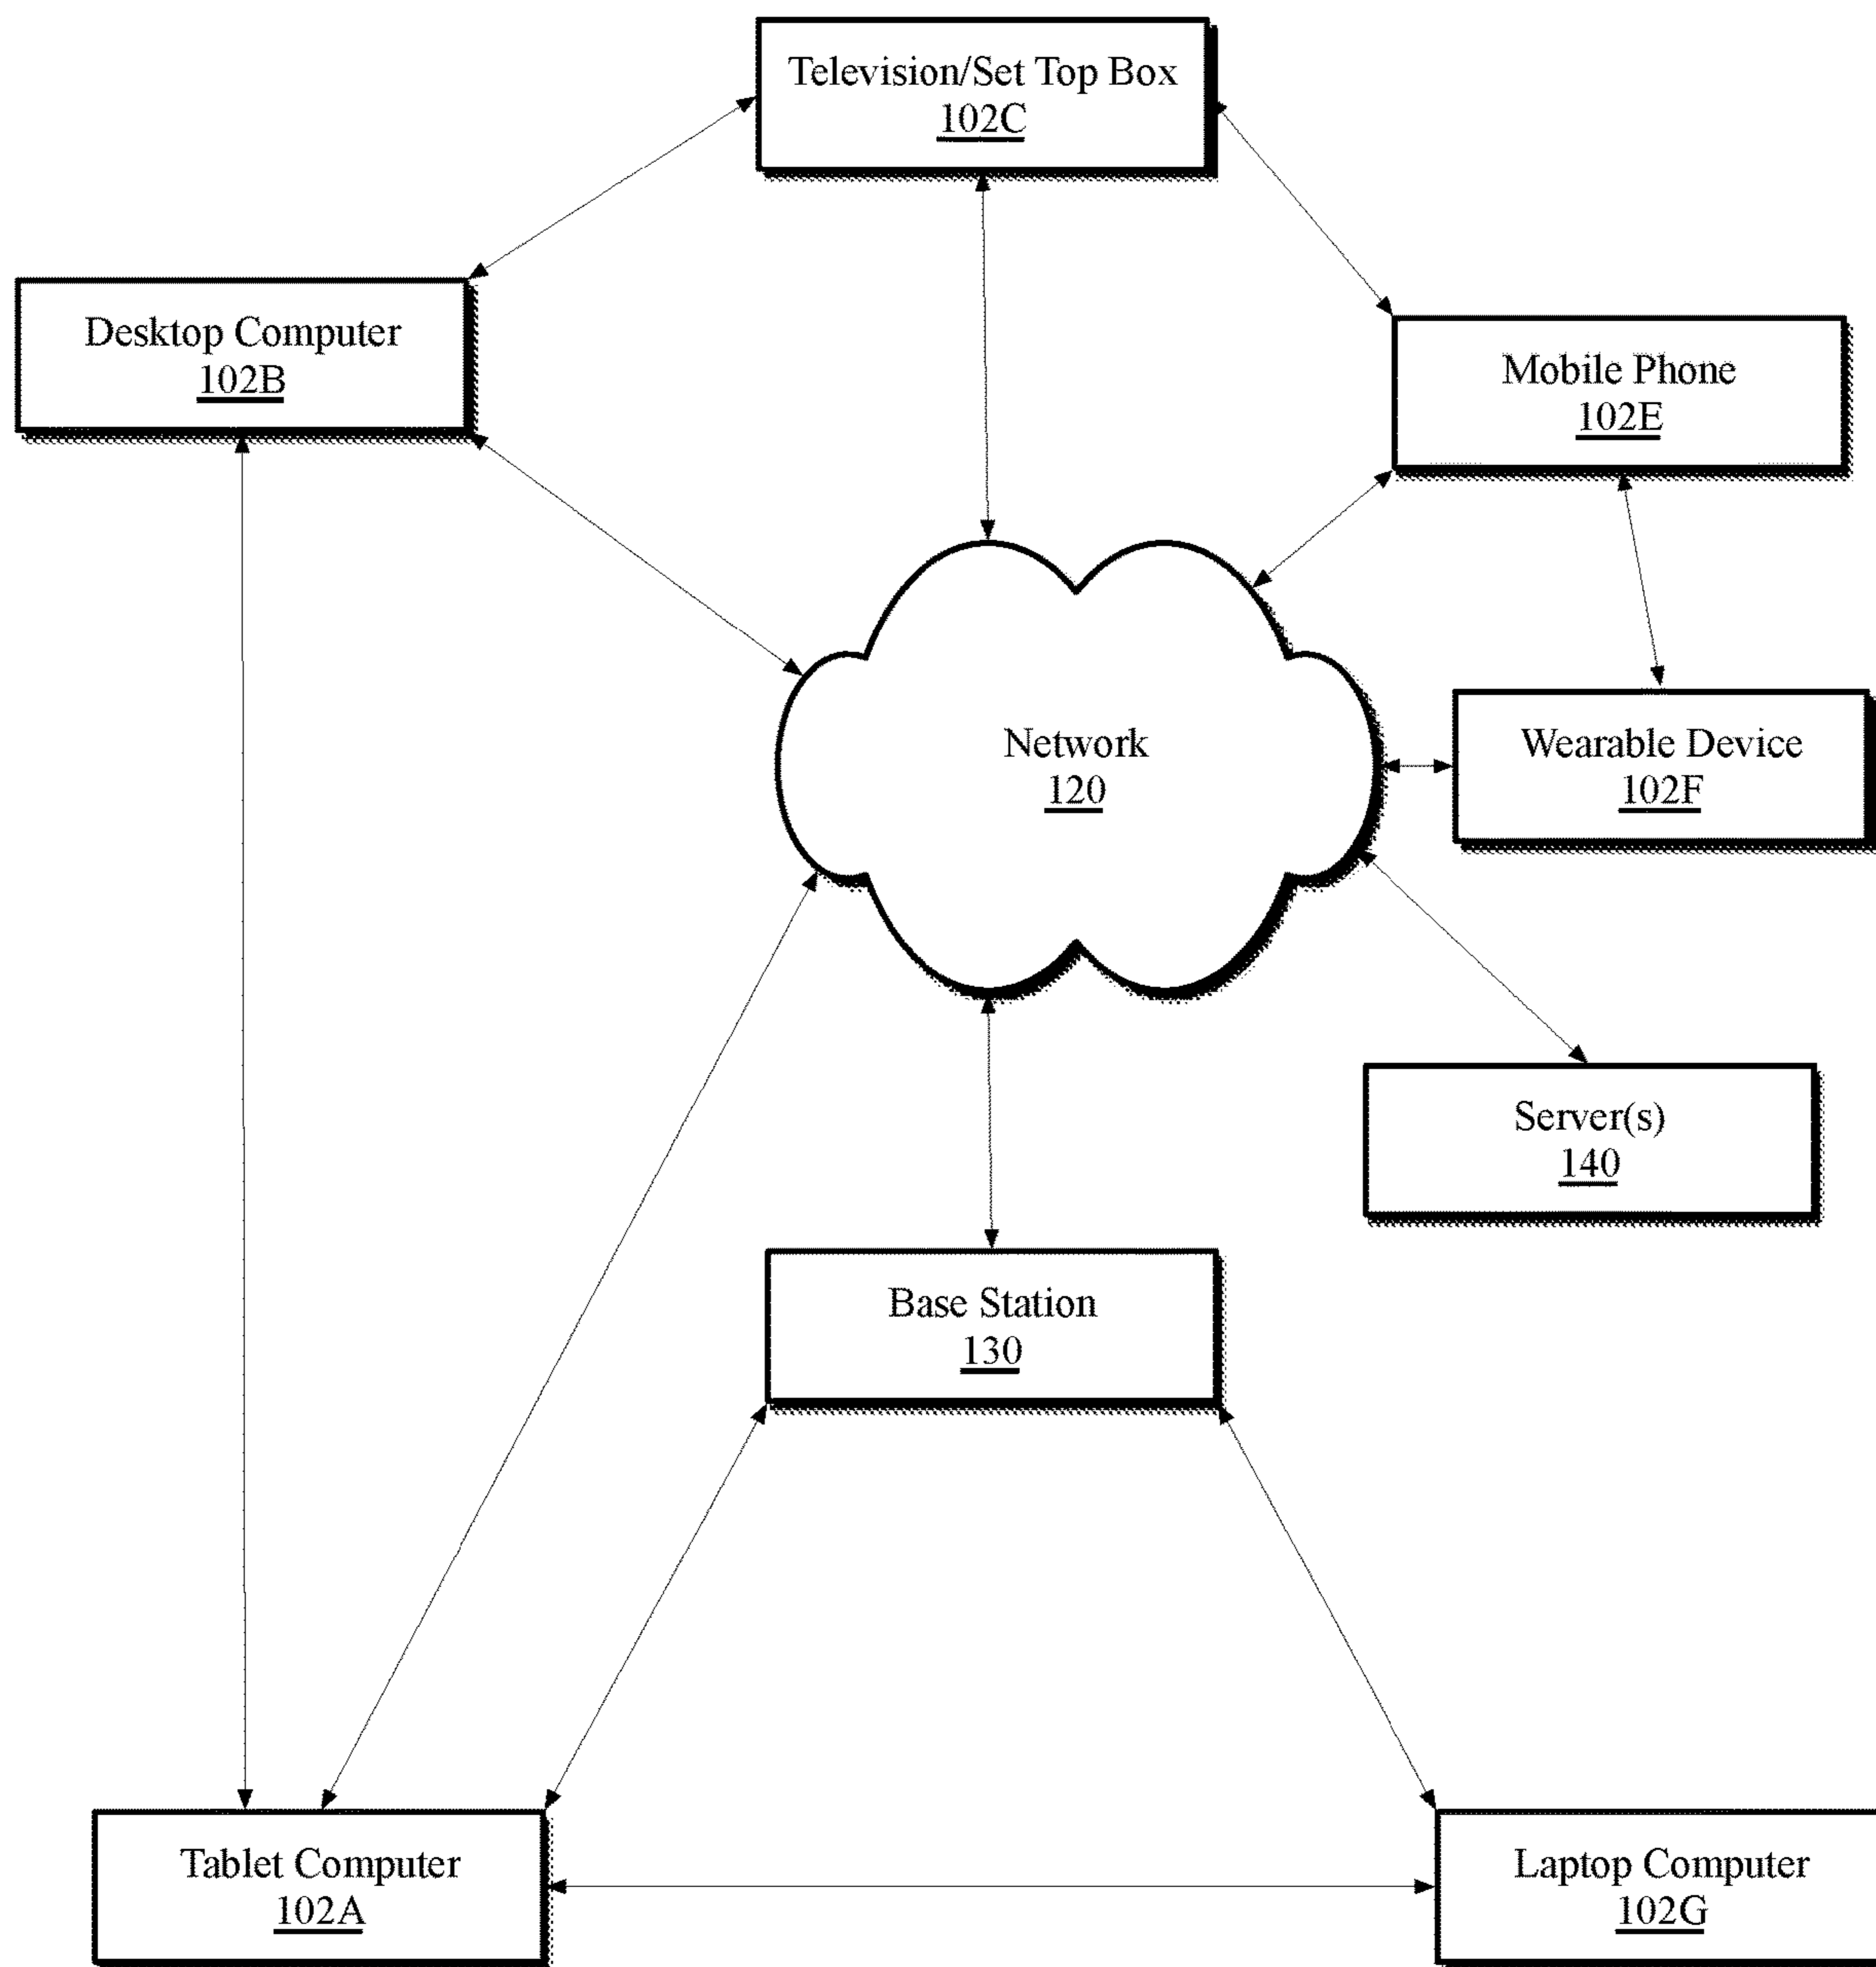 Television/Set Top Box
102C
Desktop Computer
102B
Mobile Phone
102E
Network
120
Wearable Device
102F
Server(s)
140
Base Station
130
Tablet Computer
102A
Laptop Computer
102G